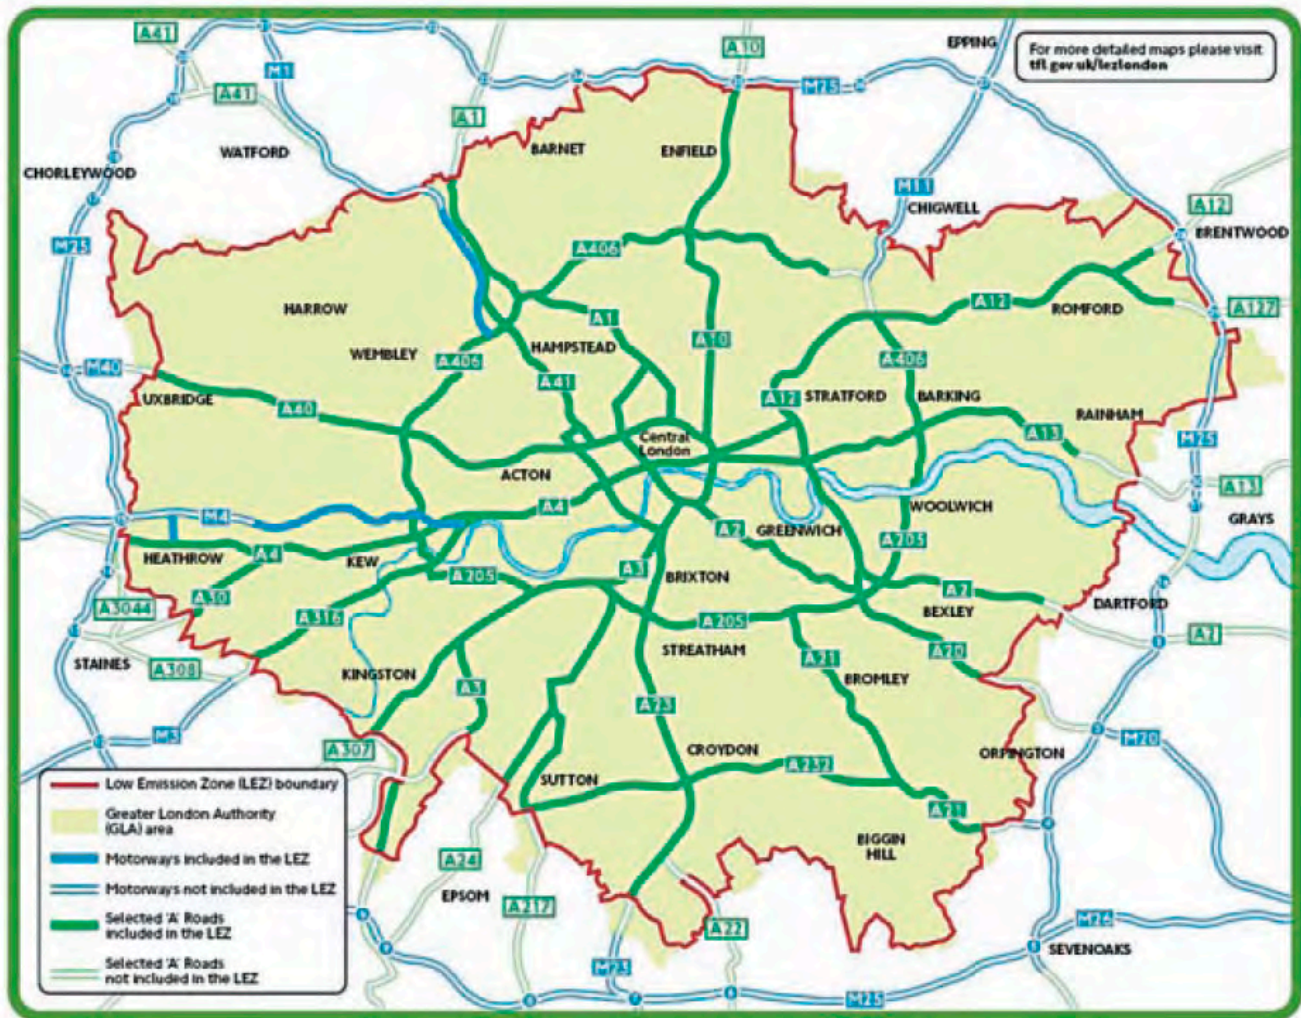 A41
A10
EPPING
For more detailed maps please visit
tfl.gov.uk/lezlondon
M1
M25
A41
A1
BARNET
ENFIELD
WATFORD
CHORLEYWOOD
M11
CHIGWELL
A12
BRENTWOOD
M25
A406
HARROW
A12
ROMFORD
A127
A1
HAMPSTEAD
A10
WEMBLEY
A406
A406
M40
UXBRIDGE
A40
A41
A12
STRATFORD
BARKING
RAINHAM
A13
M25
Central
London
ACTON
A13
A4
WOOLWICH
GRAYS
M4
A2
GREENWICH
HEATHROW
A4
KEW
A205
A205
A3
BRIXTON
A2
A30
A3044
A316
BEXLEY
DARTFORD
A205
A2
STREATHAM
A20
STAINES
A308
KINGSTON
A3
A21
BROMLEY
A23
M3
A307
CROYDON
A232
ORPINGTON
M20
SUTTON
A21
BIGGIN
HILL
A24
EPSOM
A217
A22
M26
SEVENOAKS
M23
M25
Low Emission Zone (LEZ) boundary
Greater London Authority
(GLA) area
Motorways included in the LEZ
Motorways not included in the LEZ
Selected 'A' Roads
included in the LEZ
Selected 'A' Roads
not included in the LEZ